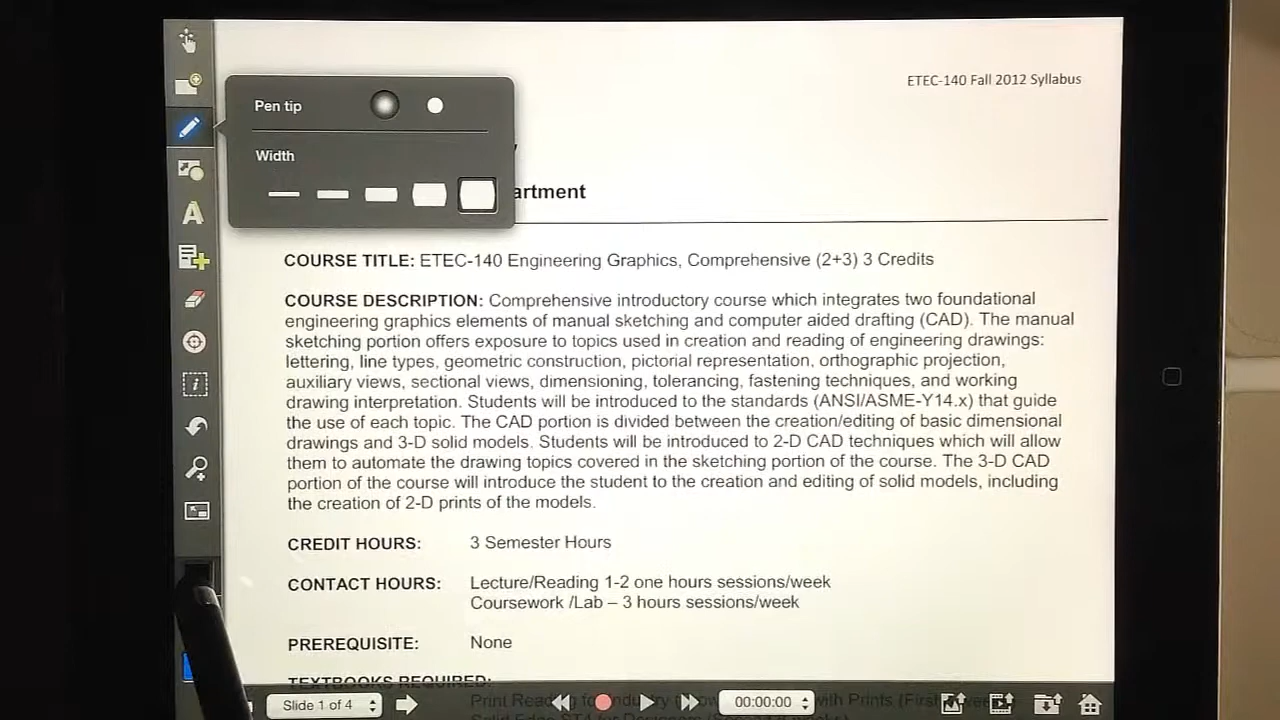 ETEC-140 Fall 2012 Syllabus
Pen tip
Width
artment
COURSE TITLE: ETEC-140 Engineering Graphics, Comprehensive (2+3) 3 Credits
COURSE DESCRIPTION: Comprehensive introductory course which integrates two foundational
engineering graphics elements of manual sketching and computer aided drafting (CAD). The manual
sketching portion offers exposure to topics used in creation and reading of engineering drawings:
lettering, line types, geometric construction, pictorial representation, orthographic projection,
auxiliary views, sectional views, dimensioning, tolerancing, fastening techniques, and working
drawing interpretation. Students will be introduced to the standards (ANSI/ASME-Y14.x) that guide
the use of each topic. The CAD portion is divided between the creation/editing of basic dimensional
drawings and 3-D solid models. Students will be introduced to 2-D CAD techniques which will allow
them to automate the drawing topics covered in the sketching portion of the course. The 3-D CAD
portion of the course will introduce the student to the creation and editing of solid models, including
the creation of 2-D prints of the models.
CREDIT HOURS: 3 Semester Hours
CONTACT HOURS: Lecture/Reading 1-2 one hours sessions/week
Coursework /Lab – 3 hours sessions/week
PREREQUISITE: None
TEXTBOOKS REQUIRED:
Print Reading for Industry with Prints
Slide 1 of 4
00:00:00